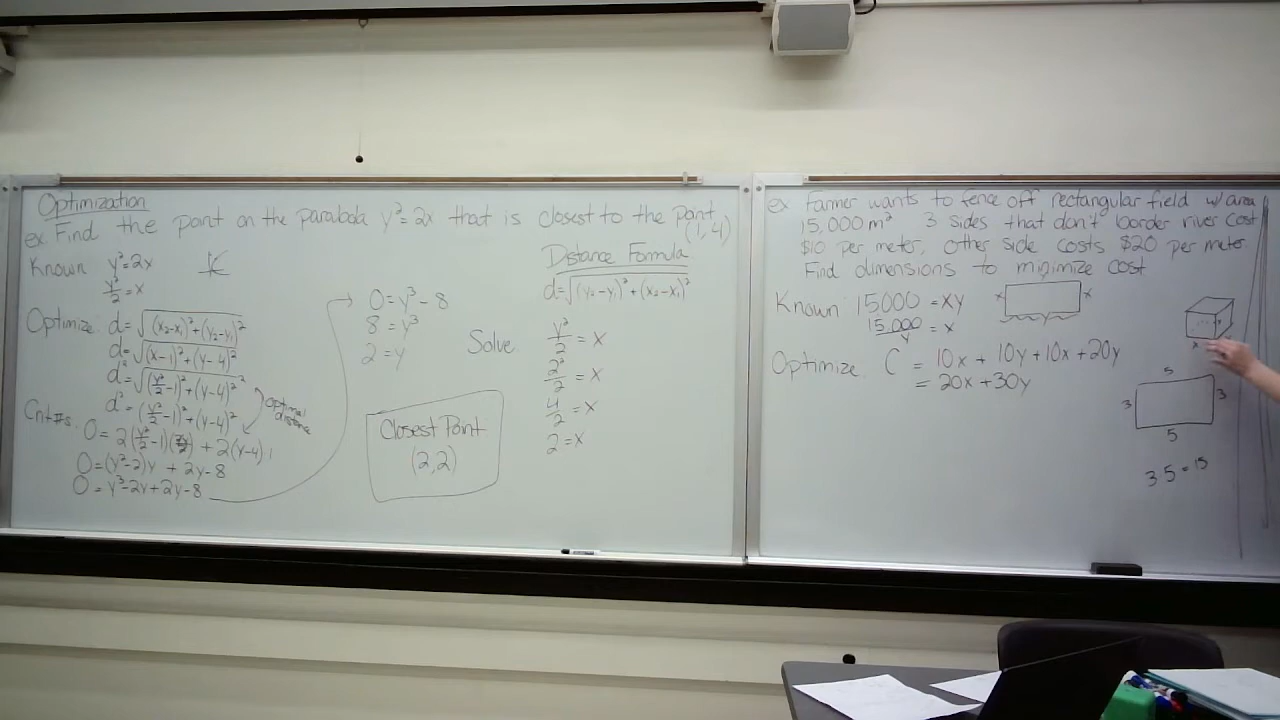 Optimization
ex. Find the point on the parabola y²=2x that is closest to the point (1,4)
Known y²=2x
y²/2 = x
Optimize: d=√(x₂-x₁)²+(y₂-y₁)²
d=√(x-1)²+(y-4)²
d²=√(y²/2-1)²+(y-4)²²
d²=(y²/2-1)²+(y-4)²
Optimal distance
Crit #s.
0=2(y²/2-1)(2y/2)+2(y-4)1
0=(y²-2)y+2y-8
0=y³-2y+2y-8
0=y³-8
8=y³
2=y
Closest Point
(2,2)
Solve
Distance Formula
d=√(y₂-y₁)²+(x₂-x₁)²
y²/2 = x
2²/2 = x
4/2 = x
2=x
ex Farmer wants to fence off rectangular field w/ area
15,000 m² 3 sides that don't border river cost
$10 per meter, other side costs $20 per meter
Find dimensions to minimize cost
Known 15000=xy
15,000/y = x
x x
y
Optimize C = 10x + 10y + 10x + 20y
= 20x + 30y
x
5
3 3
5
3·5=15